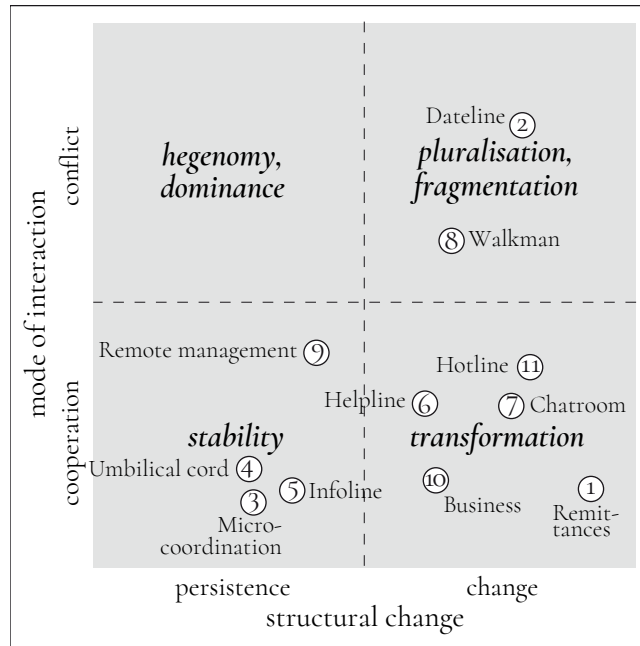 Dateline ②
hegenomy,
dominance
pluralisation,
fragmentation
⑧ Walkman
conflict
mode of interaction
cooperation
Remote management ⑨
Hotline ⑪
Helpline ⑥
⑦ Chatroom
stability
transformation
Umbilical cord ④
③
⑤ Infoline
Micro-
coordination
⑩
Business
①
Remit-
tances
persistence
change
structural change